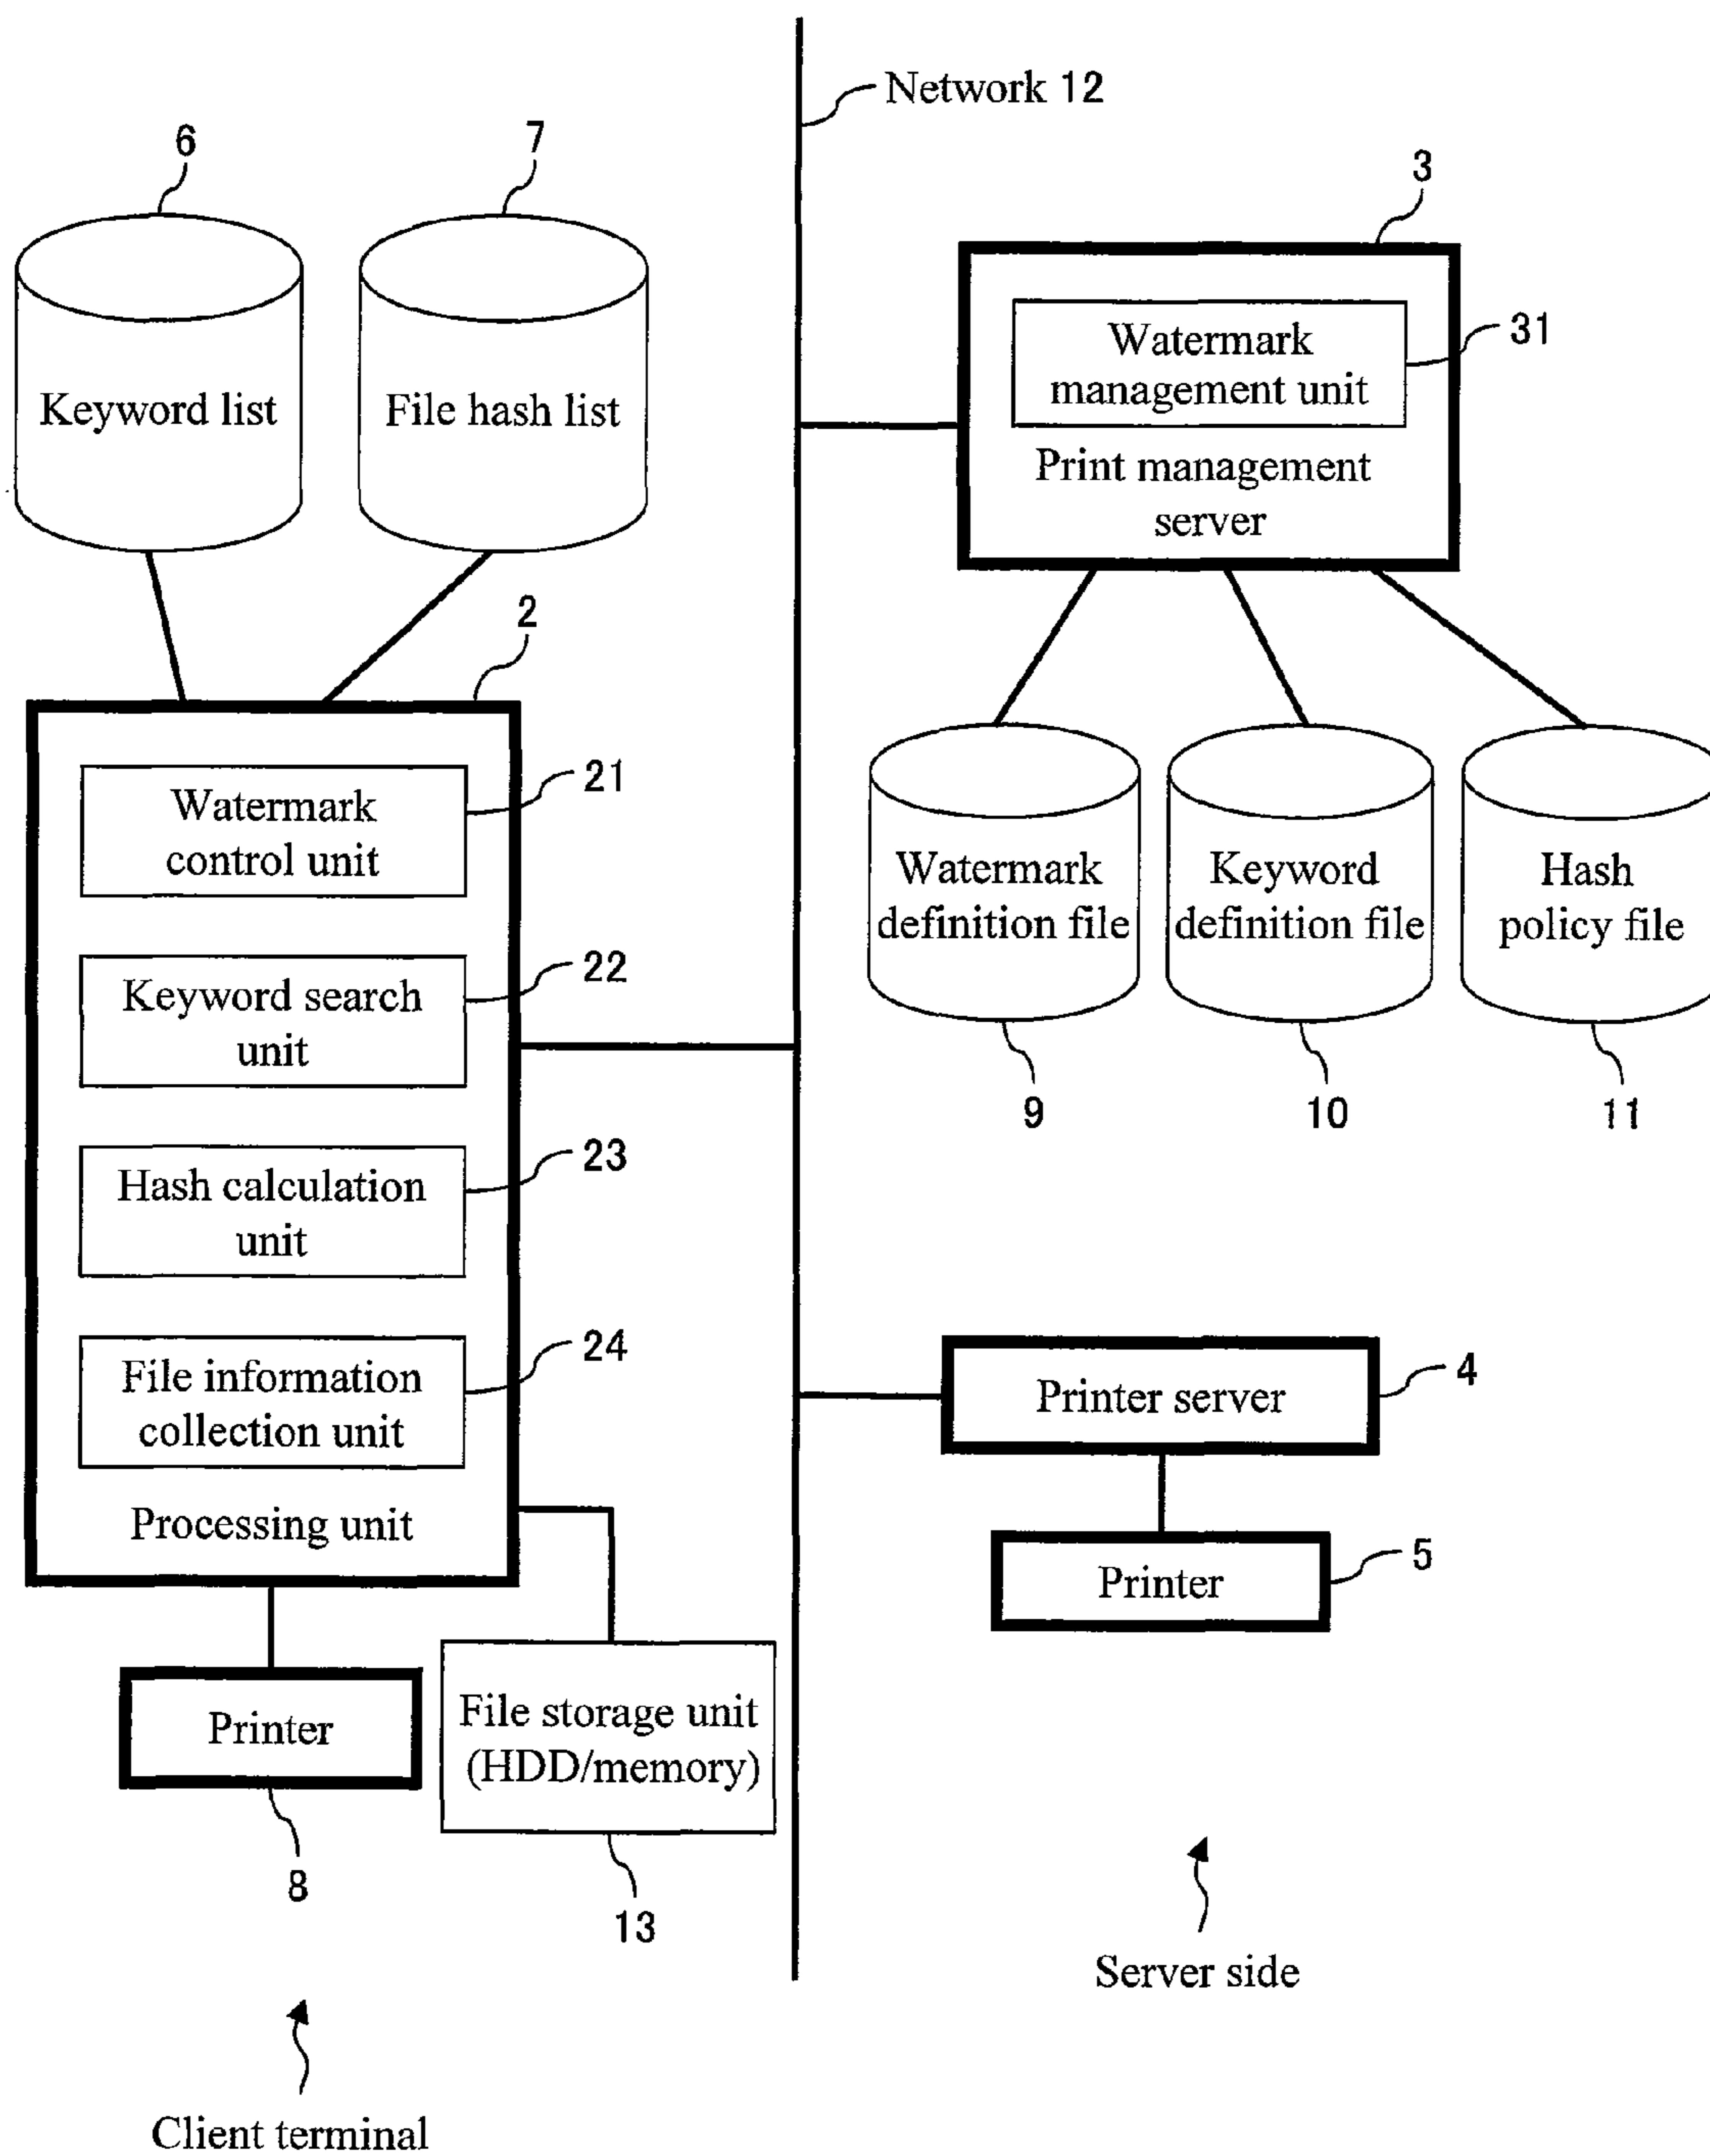 Network 12
6
7
3
Keyword list
File hash list
Watermark
management unit
31
Print management
server
2
Watermark
control unit
21
Keyword search
unit
22
Hash calculation
unit
23
File information
collection unit
24
Processing unit
Watermark
definition file
Keyword
definition file
Hash
policy file
9
10
11
Printer server
4
Printer
5
Printer
8
File storage unit
(HDD/memory)
13
Server side
Client terminal